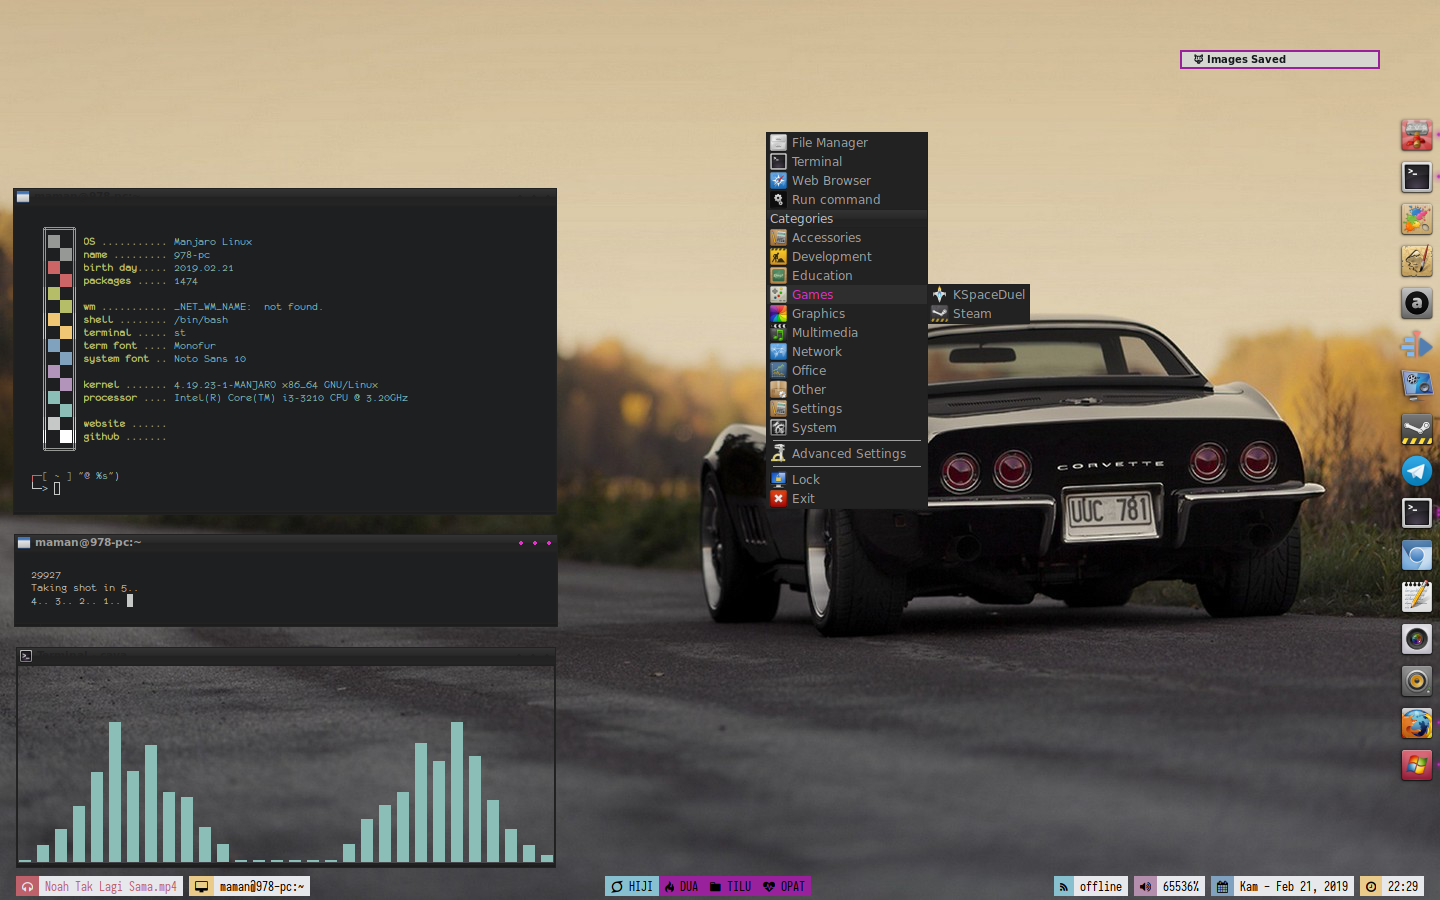 Images Saved
OS ........... Manjaro Linux
name ......... 978-pc
birth day..... 2019.02.21
packages ..... 1474
wm ........... _NET_WM_NAME: not found.
shell ........ /bin/bash
terminal ..... st
term font .... Monofur
system font .. Noto Sans 10
kernel ....... 4.19.23-1-MANJARO x86_64 GNU/Linux
processor .... Intel(R) Core(TM) i3-3210 CPU @ 3.20GHz
website ......
github .......
[ ~ ] "@ %s")
maman@978-pc:~
29927
Taking shot in 5..
4.. 3.. 2.. 1..
File Manager
Terminal
Web Browser
Run command
Categories
Accessories
Development
Education
Games
Graphics
Multimedia
Network
Office
Other
Settings
System
Advanced Settings
Lock
Exit
KSpaceDuel
Steam
CORVETTE
UUC 781
Noah Tak Lagi Sama.mp4
maman@978-pc:~
HIJI
DUA
TILU
OPAT
offline
65536%
Kam - Feb 21, 2019
22:29